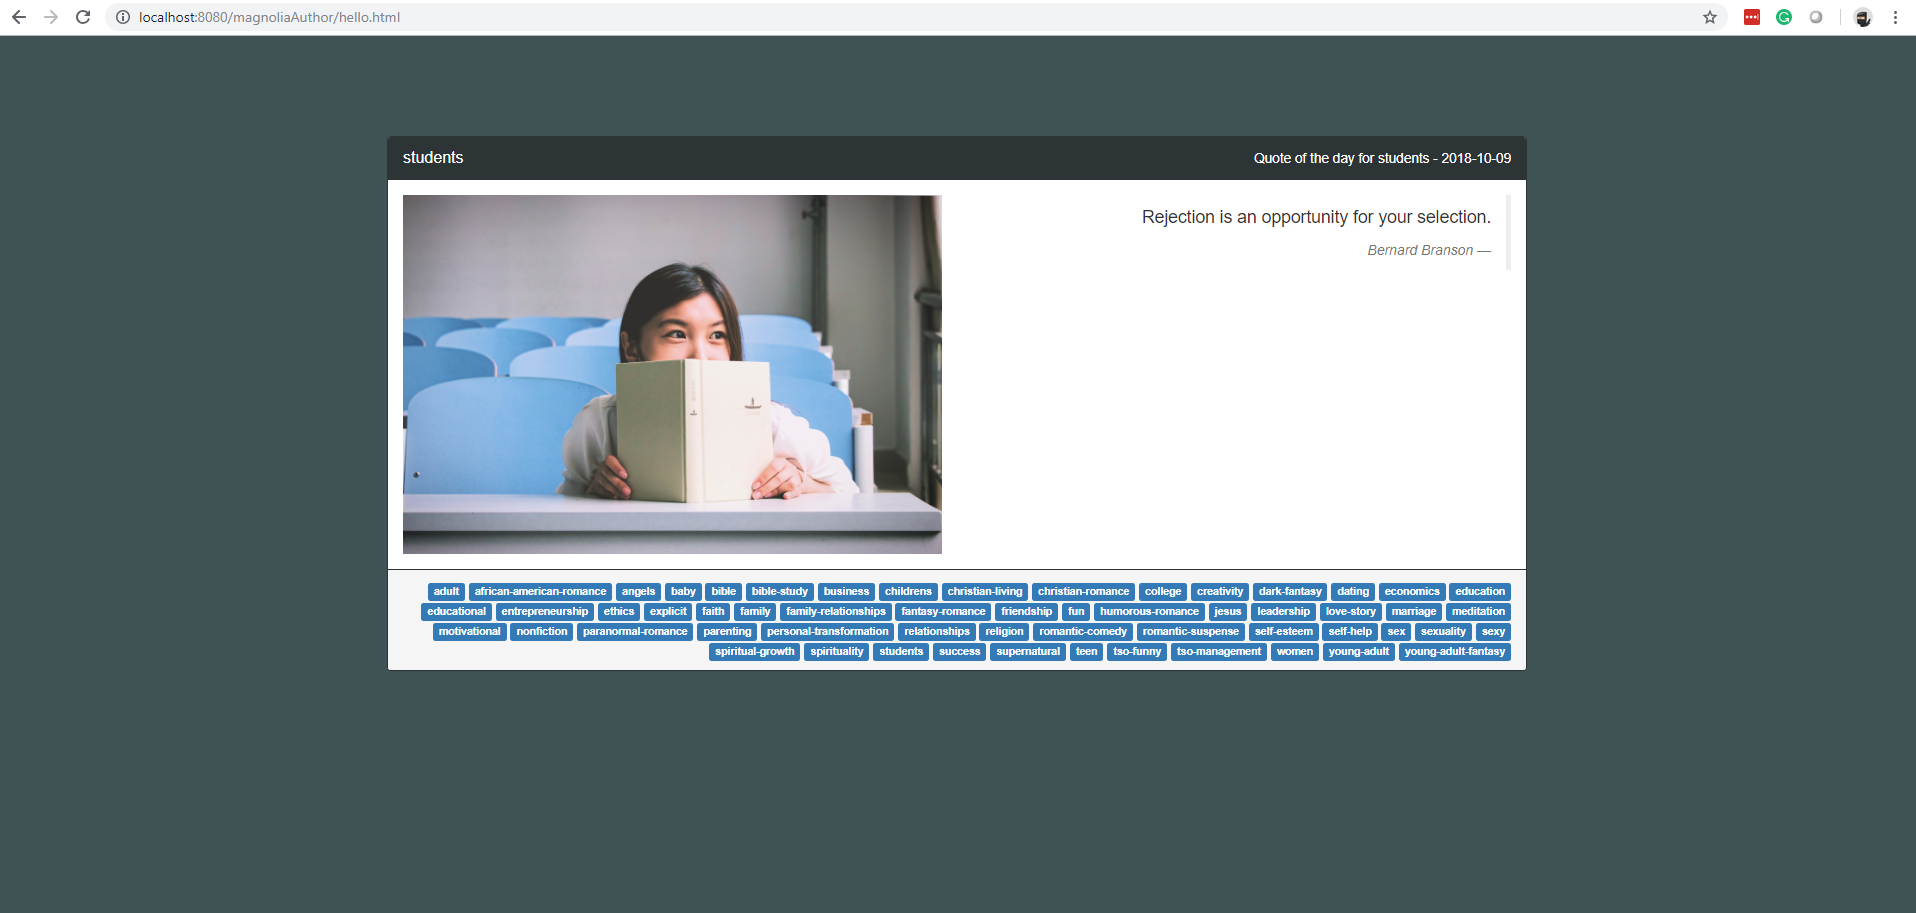 localhost:8080/magnoliaAuthor/hello.html
students
Quote of the day for students - 2018-10-09
Rejection is an opportunity for your selection.
Bernard Branson —
adult african-american-romance angels baby bible bible-study business childrens christian-living christian-romance college creativity dark-fantasy dating economics education
educational entrepreneurship ethics explicit faith family family-relationships fantasy-romance friendship fun humorous-romance jesus leadership love-story marriage meditation
motivational nonfiction paranormal-romance parenting personal-transformation relationships religion romantic-comedy romantic-suspense self-esteem self-help sex sexuality sexy
spiritual-growth spirituality students success supernatural teen tso-funny tso-management women young-adult young-adult-fantasy